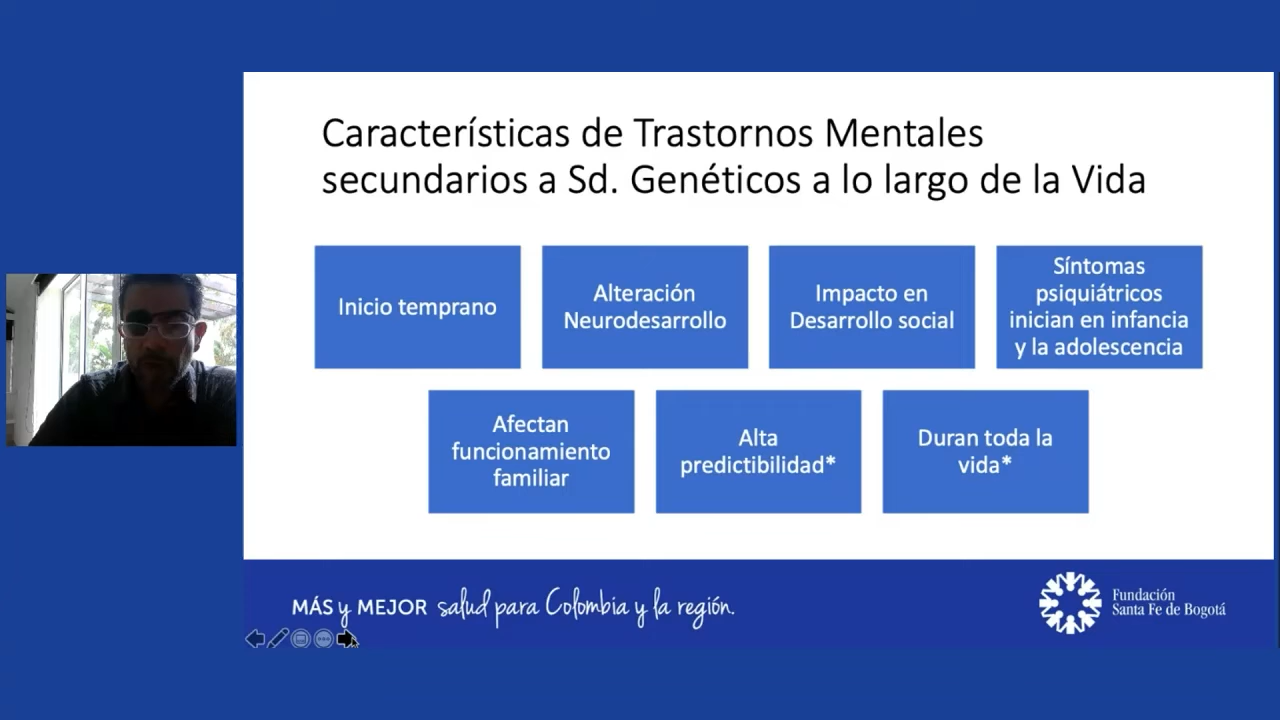 Características de Trastornos Mentales
secundarios a Sd. Genéticos a lo largo de la Vida
Inicio temprano
Alteración
Neurodesarrollo
Impacto en
Desarrollo social
Síntomas
psiquiátricos
inician en infancia
y la adolescencia
Afectan
funcionamiento
familiar
Alta
predictibilidad*
Duran toda la
vida*
MÁS y MEJOR salud para Colombia y la región.
Fundación
Santa Fe de Bogotá